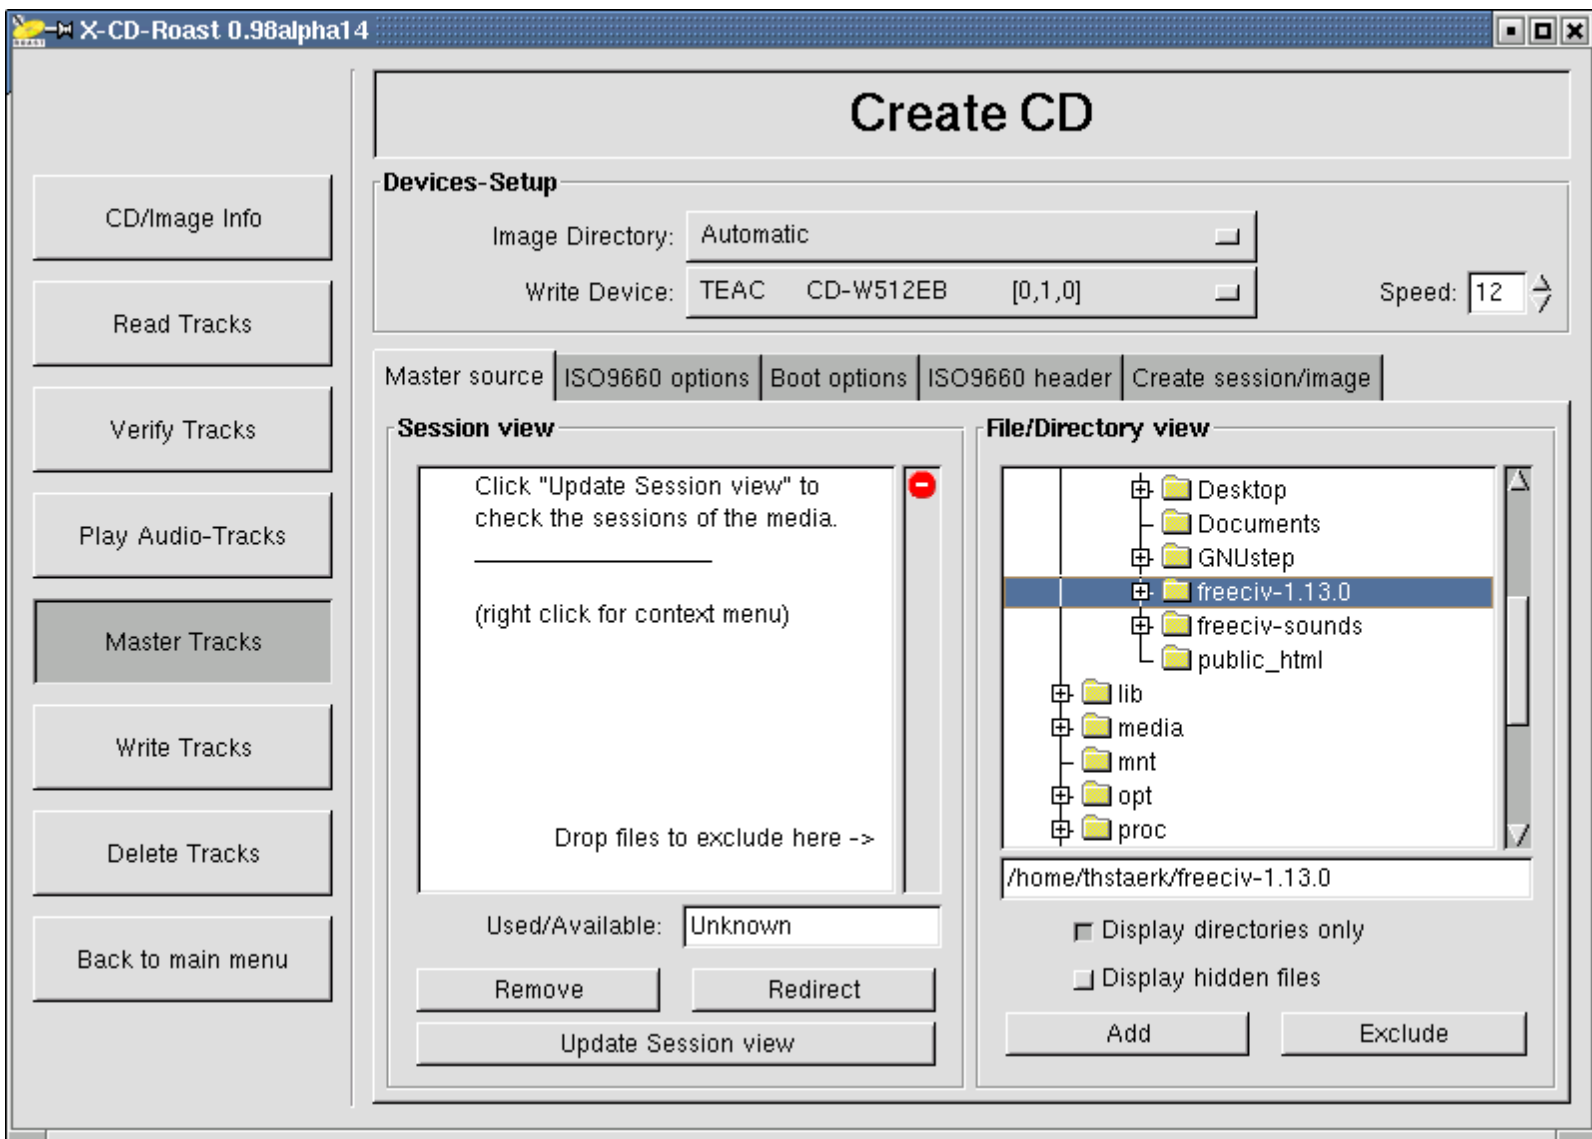 X-CD-Roast 0.98alpha14
Create CD
CD/Image Info
Read Tracks
Verify Tracks
Play Audio-Tracks
Master Tracks
Write Tracks
Delete Tracks
Back to main menu
Devices-Setup
Image Directory: Automatic
Write Device: TEAC CD-W512EB [0,1,0] Speed: 12
Master source ISO9660 options Boot options ISO9660 header Create session/image
Session view
Click "Update Session view" to
check the sessions of the media.
(right click for context menu)
Drop files to exclude here ->
Used/Available: Unknown
Remove Redirect
Update Session view
File/Directory view
Desktop
Documents
GNUstep
freeciv-1.13.0
freeciv-sounds
public_html
lib
media
mnt
opt
proc
/home/thstaerk/freeciv-1.13.0
Display directories only
Display hidden files
Add Exclude